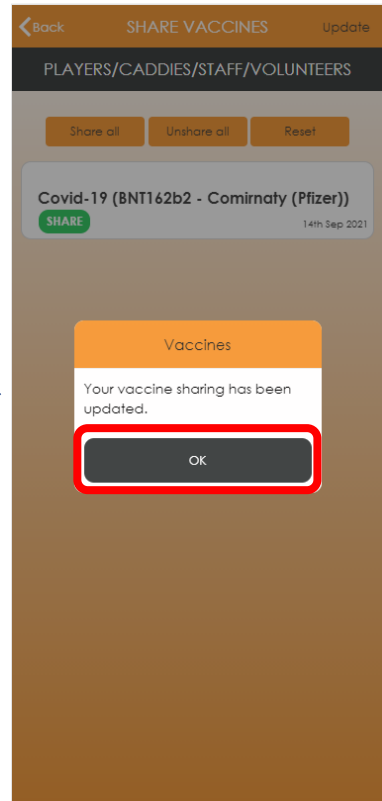 Back SHARE VACCINES Update
PLAYERS/CADDIES/STAFF/VOLUNTEERS
Share all Unshare all Reset
Covid-19 (BNT162b2 - Comirnaty (Pfizer))
SHARE 14th Sep 2021
Vaccines
Your vaccine sharing has been
updated.
OK